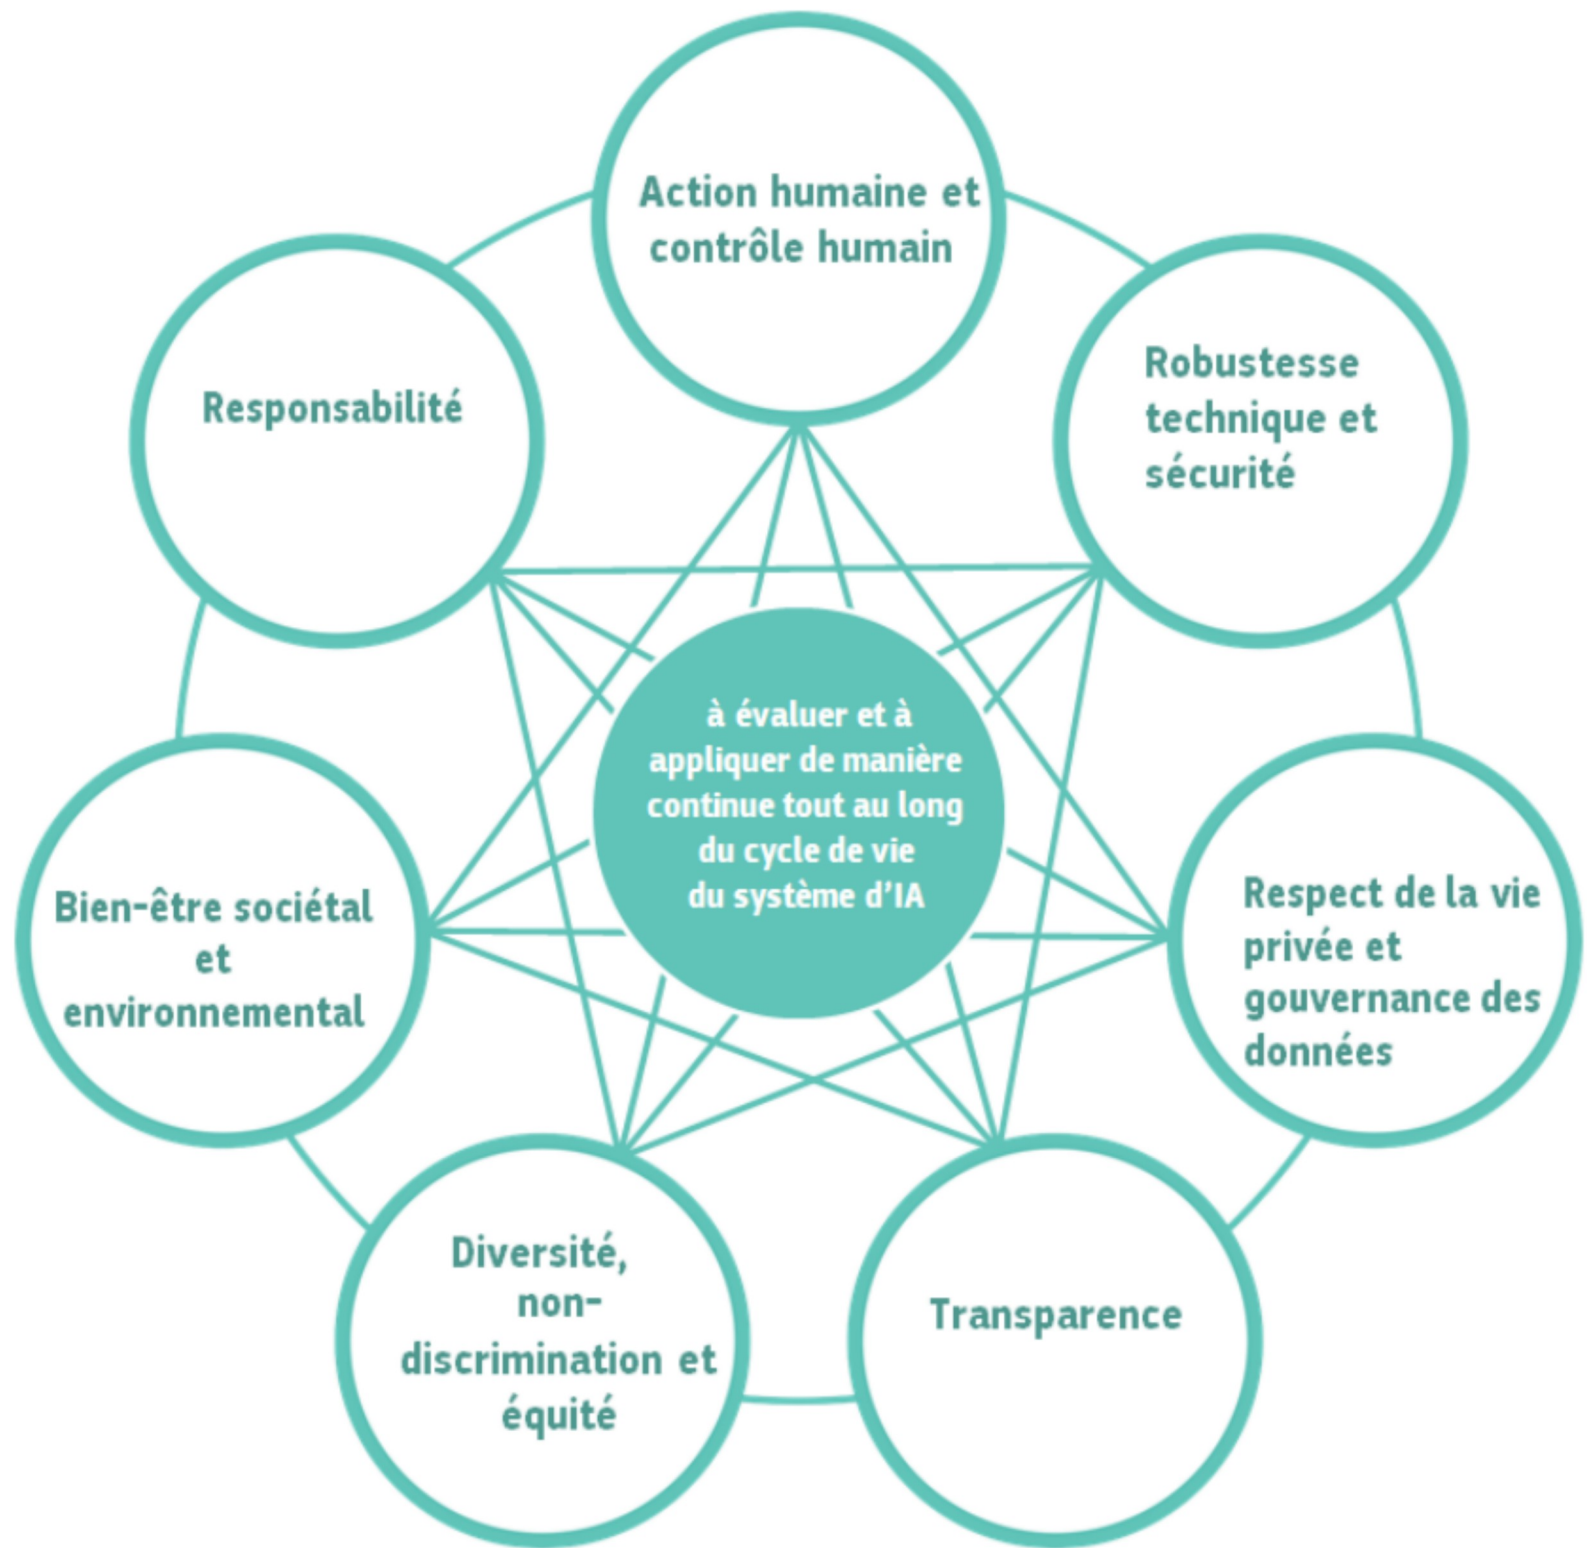 Action humaine et
contrôle humain
Robustesse
technique et
sécurité
Responsabilité
à évaluer et à
appliquer de manière
continue tout au long
du cycle de vie
du système d’IA
Respect de la vie
privée et
gouvernance des
données
Bien-être sociétal
et
environnemental
Diversité,
non-
discrimination et
équité
Transparence